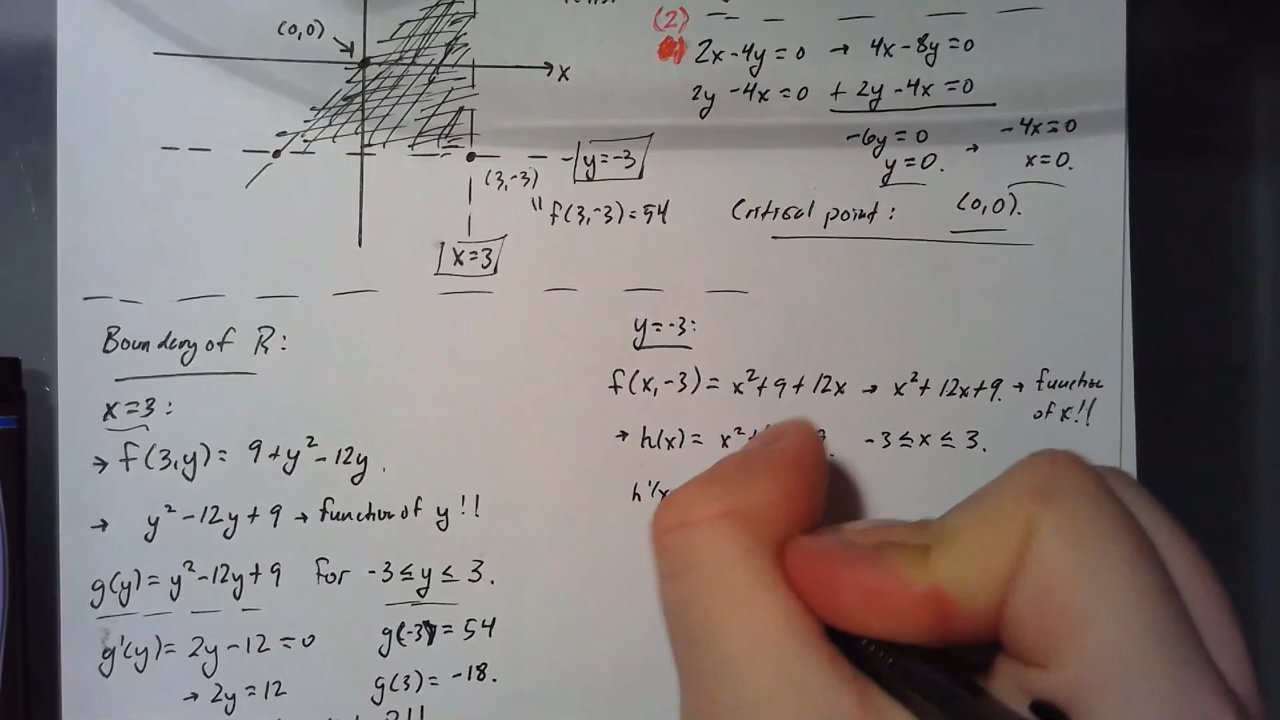 (0,0)
x
y=-3
(3,-3)
" f(3,-3)=54
x=3
(2)
2x-4y=0 → 4x-8y=0
2y-4x=0 + 2y-4x=0
-6y=0 → -4x=0
y=0. x=0.
Critical point: (0,0).
Boundary of R:
x=3:
→ f(3,y)= 9+y²-12y.
→ y²-12y+9 → function of y!!
g(y)=y²-12y+9 for -3≤y≤3.
g'(y)= 2y-12=0 g(-3)=54
→ 2y=12 g(3)=-18.
y=-3:
f(x,-3)= x²+9+12x → x²+12x+9. → function
of x!!
→ h(x)= x²+ -3≤x≤3.
h'(x